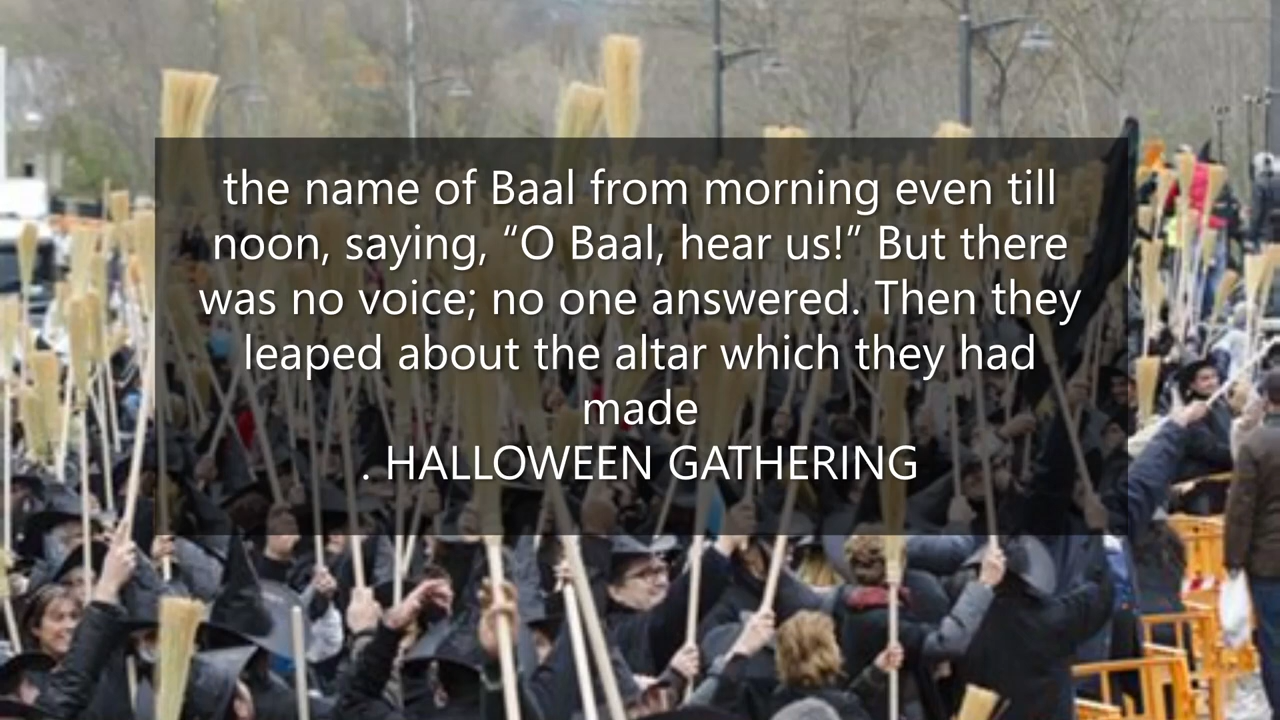 the name of Baal from morning even till
noon, saying, “O Baal, hear us!” But there
was no voice; no one answered. Then they
leaped about the altar which they had
made
. HALLOWEEN GATHERING